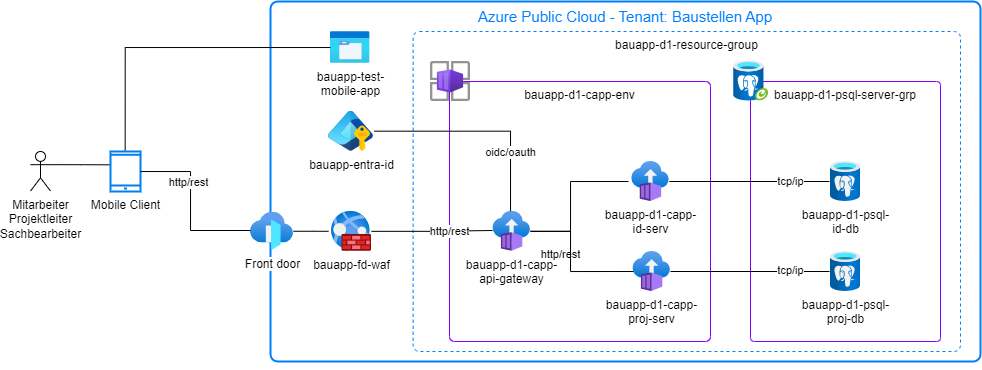 Azure Public Cloud - Tenant: Baustellen App
bauapp-d1-resource-group
bauapp-test-
mobile-app
bauapp-d1-capp-env
bauapp-d1-psql-server-grp
bauapp-entra-id
oidc/oauth
Mitarbeiter
Projektleiter
Sachbearbeiter
Mobile Client
http/rest
Front door
bauapp-fd-waf
http/rest
bauapp-d1-capp-
api-gateway
http/rest
bauapp-d1-capp-
id-serv
tcp/ip
bauapp-d1-psql-
id-db
bauapp-d1-capp-
proj-serv
tcp/ip
bauapp-d1-psql-
proj-db